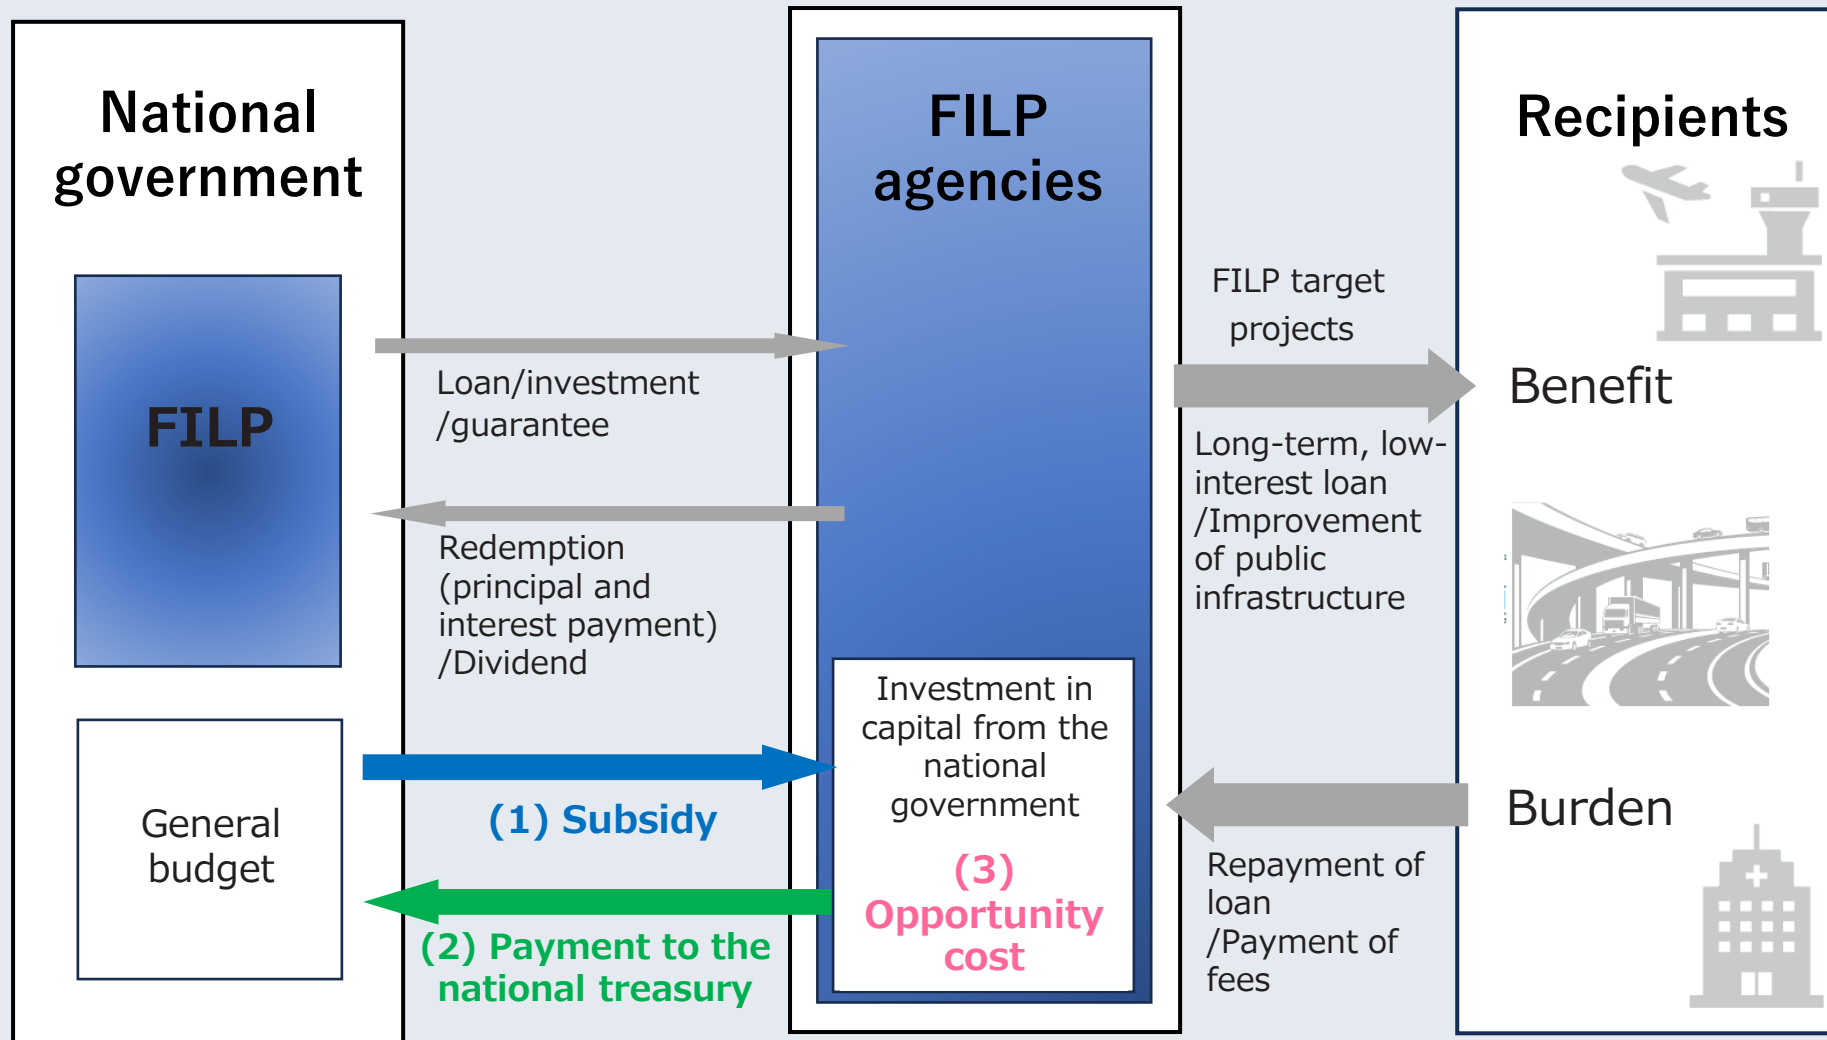 National
government
FILP
General
budget
Loan/investment
/guarantee
Redemption
(principal and
interest payment)
/Dividend
(1) Subsidy
(2) Payment to the
national treasury
FILP
agencies
Investment in
capital from the
national
government
(3)
Opportunity
cost
FILP target
projects
Long-term, low-
interest loan
/Improvement
of public
infrastructure
Repayment of
loan
/Payment of
fees
Recipients
Benefit
Burden